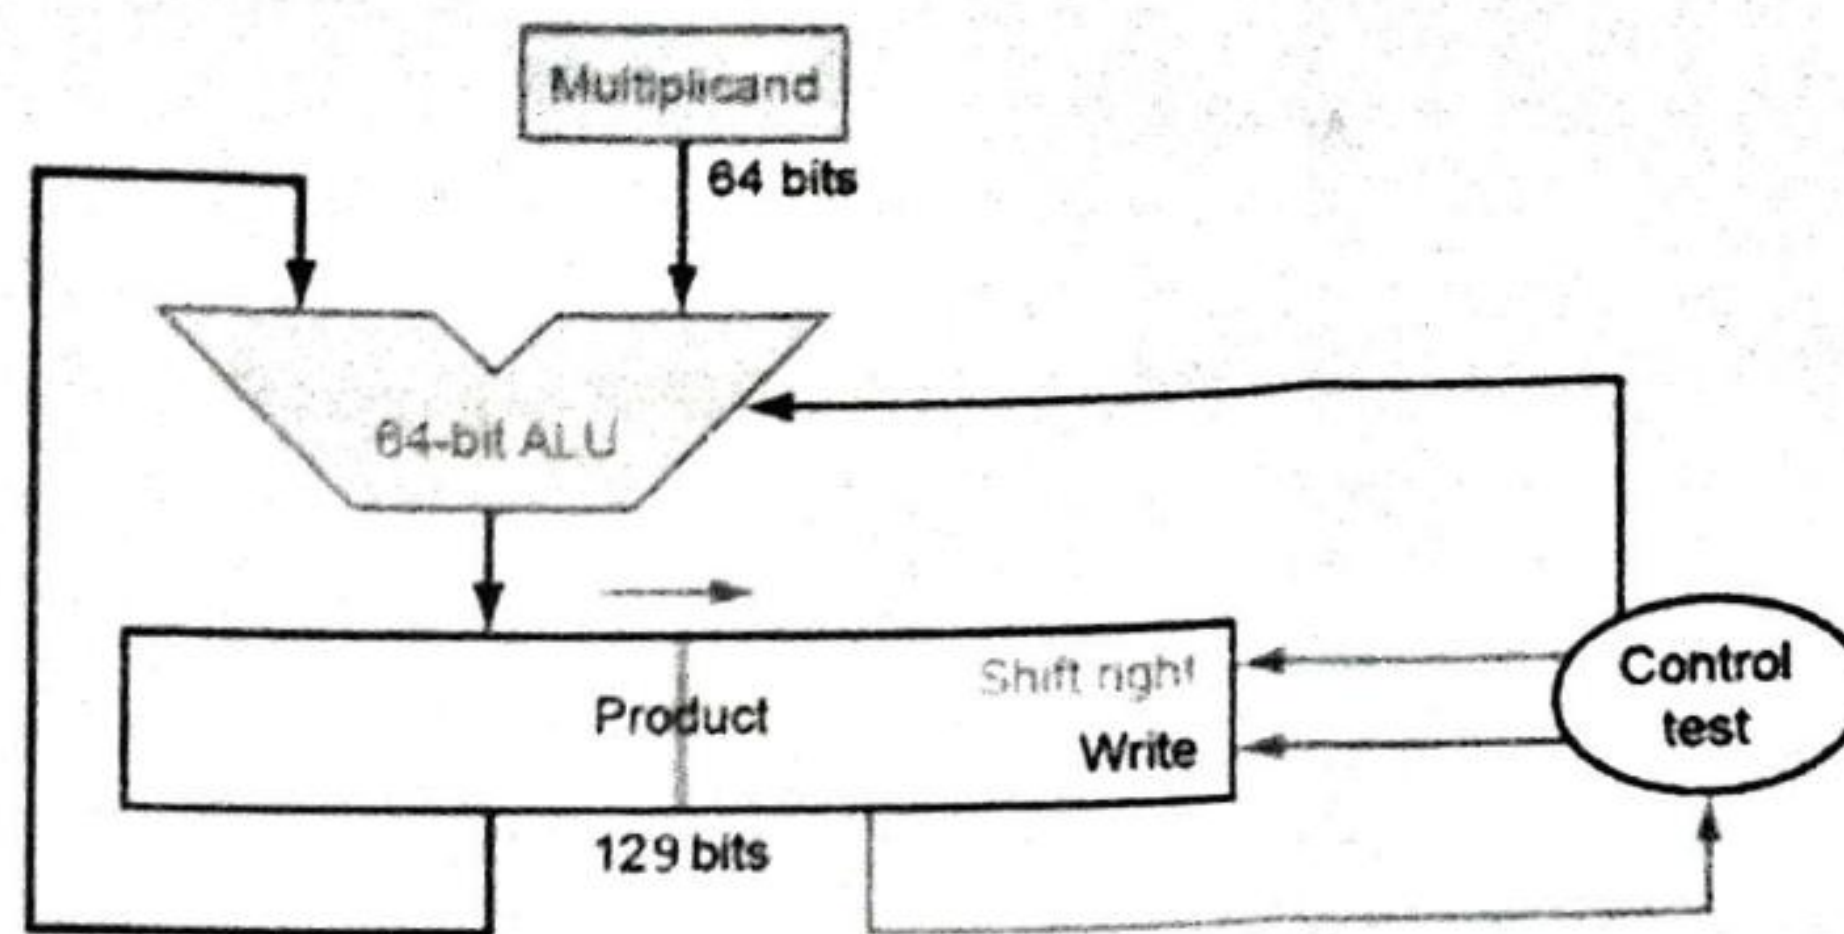 Multiplicand
64 bits
64-bit ALU
Shift right
Product
Write
Control
test
129 bits